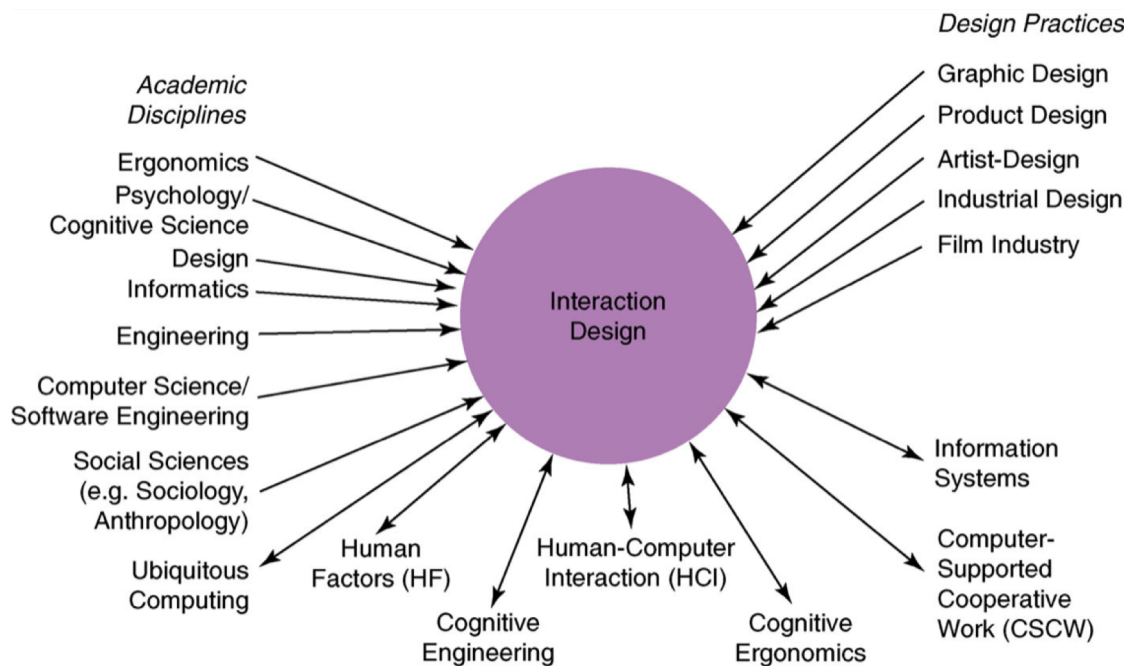 Academic
Disciplines
Ergonomics
Psychology/
Cognitive Science
Design
Informatics
Engineering
Computer Science/
Software Engineering
Social Sciences
(e.g. Sociology,
Anthropology)
Ubiquitous
Computing
Human
Factors (HF)
Cognitive
Engineering
Interaction
Design
Human-Computer
Interaction (HCI)
Cognitive
Ergonomics
Design Practices
Graphic Design
Product Design
Artist-Design
Industrial Design
Film Industry
Information
Systems
Computer-
Supported
Cooperative
Work (CSCW)